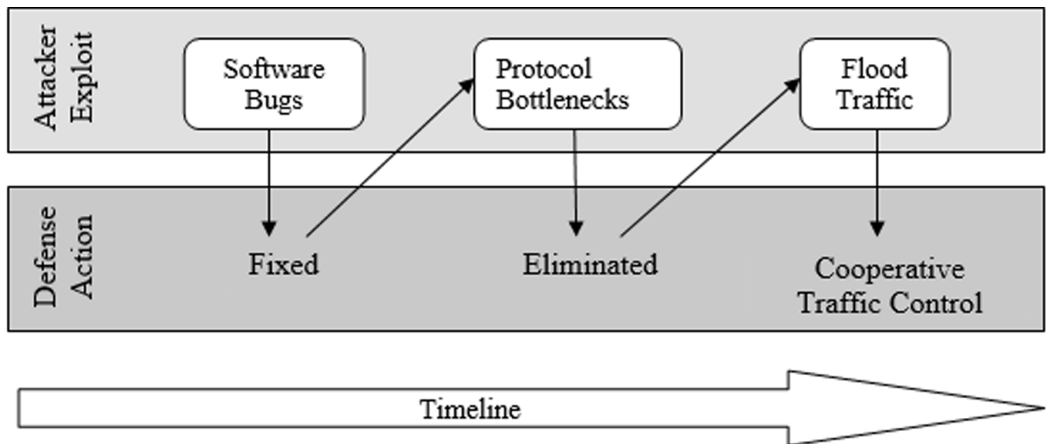 Attacker
Exploit
Software
Bugs
Protocol
Bottlenecks
Flood
Traffic
Defense
Action
Fixed
Eliminated
Cooperative
Traffic Control
Timeline